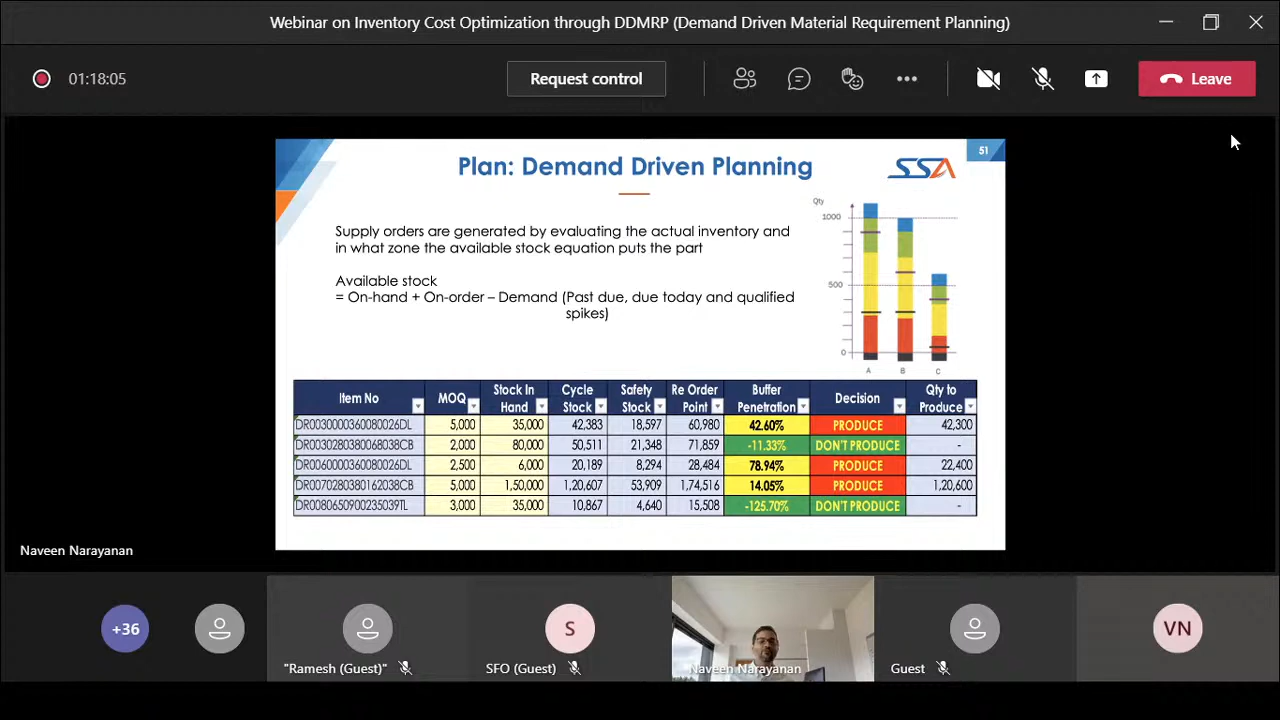 Webinar on Inventory Cost Optimization through DDMRP (Demand Driven Material Requirement Planning)
01:18:05
Request control
Leave
51
Plan: Demand Driven Planning
SSA
Supply orders are generated by evaluating the actual inventory and
in what zone the available stock equation puts the part
Available stock
= On-hand + On-order – Demand (Past due, due today and qualified
spikes)
Qty
1000
500
0
A B C
Item No MOQ Stock In Hand Cycle Stock Safety Stock Re Order Point Buffer Penetration Decision Qty to Produce
DR0030000360080026DL 5,000 35,000 42,383 18,597 60,980 42.60% PRODUCE 42,300
DR0030280380068038CB 2,000 80,000 50,511 21,348 71,859 -11.33% DON'T PRODUCE -
DR0060000360080026DL 2,500 6,000 20,189 8,294 28,484 78.94% PRODUCE 22,400
DR0070280380162038CB 5,000 1,50,000 1,20,607 53,909 1,74,516 14.05% PRODUCE 1,20,600
DR0080650900235039TL 3,000 35,000 10,867 4,640 15,508 -125.70% DON'T PRODUCE -
Naveen Narayanan
+36
"Ramesh (Guest)"
S
SFO (Guest)
Naveen Narayanan
Guest
VN